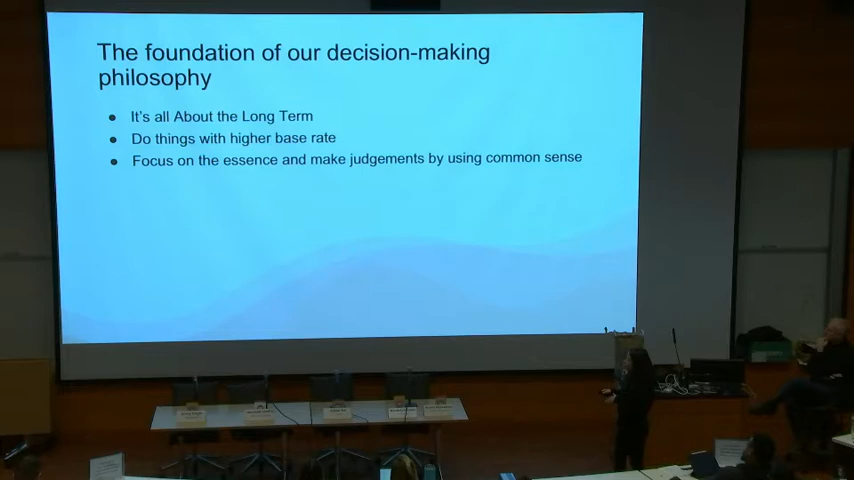 The foundation of our decision-making
philosophy
It's all About the Long Term
Do things with higher base rate
Focus on the essence and make judgements by using common sense